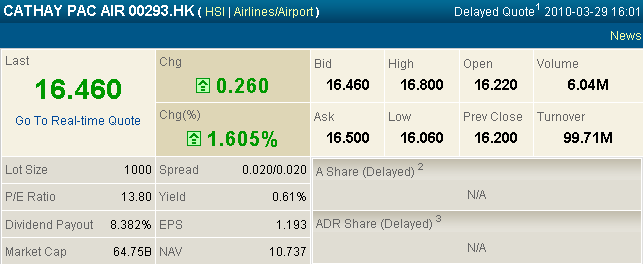 CATHAY PAC AIR 00293.HK ( HSI | Airlines/Airport ) Delayed Quote1 2010-03-29 16:01
News
Last Chg Bid High Open Volume
16.460 0.260 16.460 16.800 16.220 6.04M
Go To Real-time Quote Chg(%) Ask Low Prev Close Turnover
1.605% 16.500 16.060 16.200 99.71M
Lot Size 1000 Spread 0.020/0.020 A Share (Delayed) 2
P/E Ratio 13.80 Yield 0.61% N/A
Dividend Payout 8.382% EPS 1.193 ADR Share (Delayed) 3
Market Cap 64.75B NAV 10.737 N/A